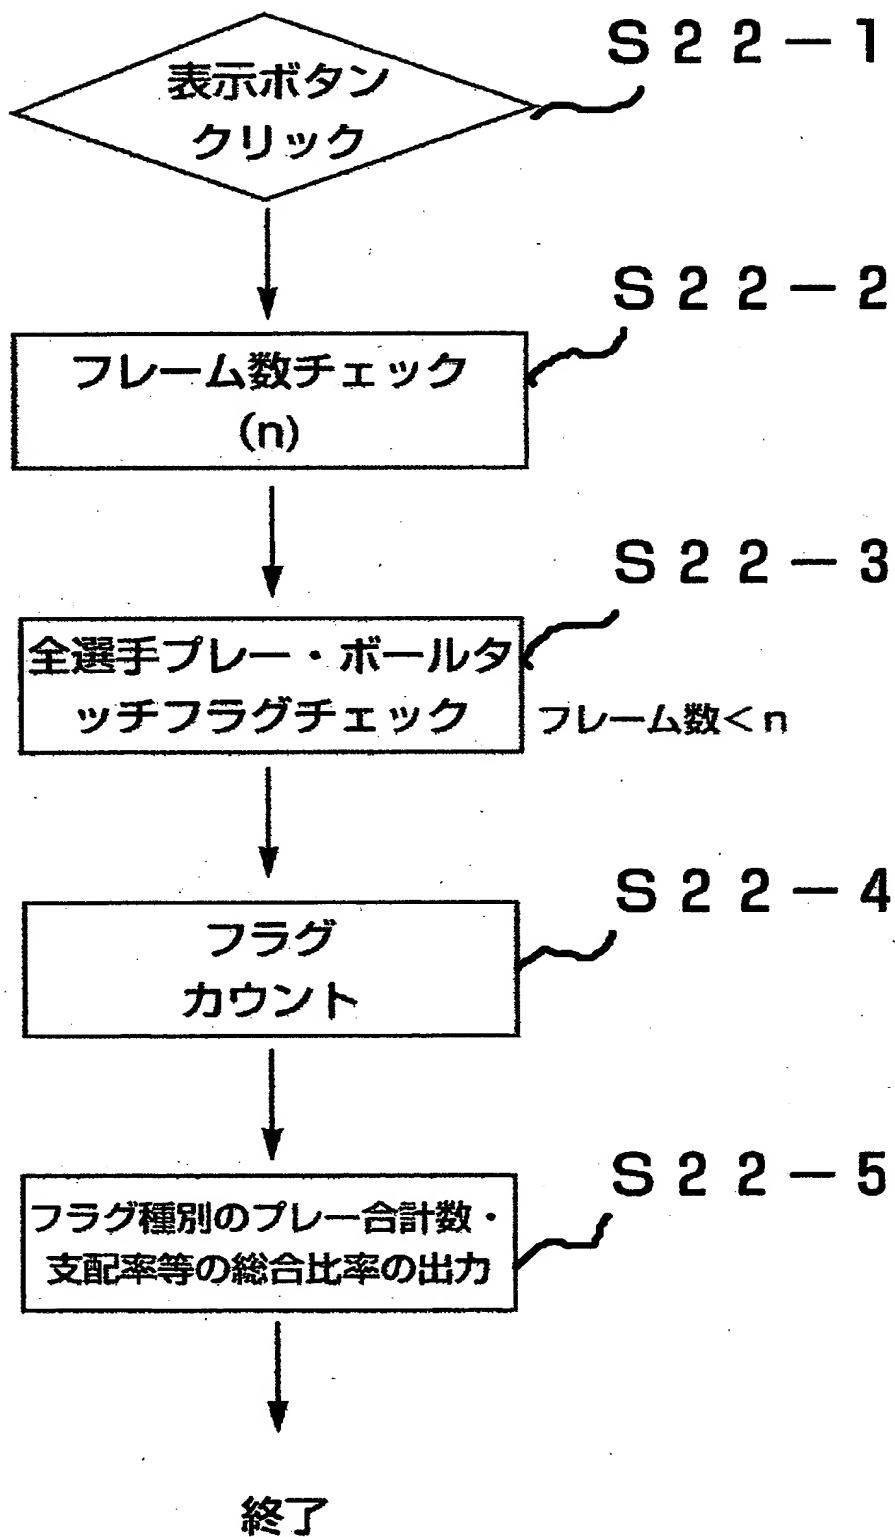 S22-1
表示ボタン
クリック
S22-2
フレーム数チェック
(n)
S22-3
全選手プレー・ボールタ
ッチフラグチェック
フレーム数<n
S22-4
フラグ
カウント
S22-5
フラグ種別のプレー合計数・
支配率等の総合比率の出力
終了